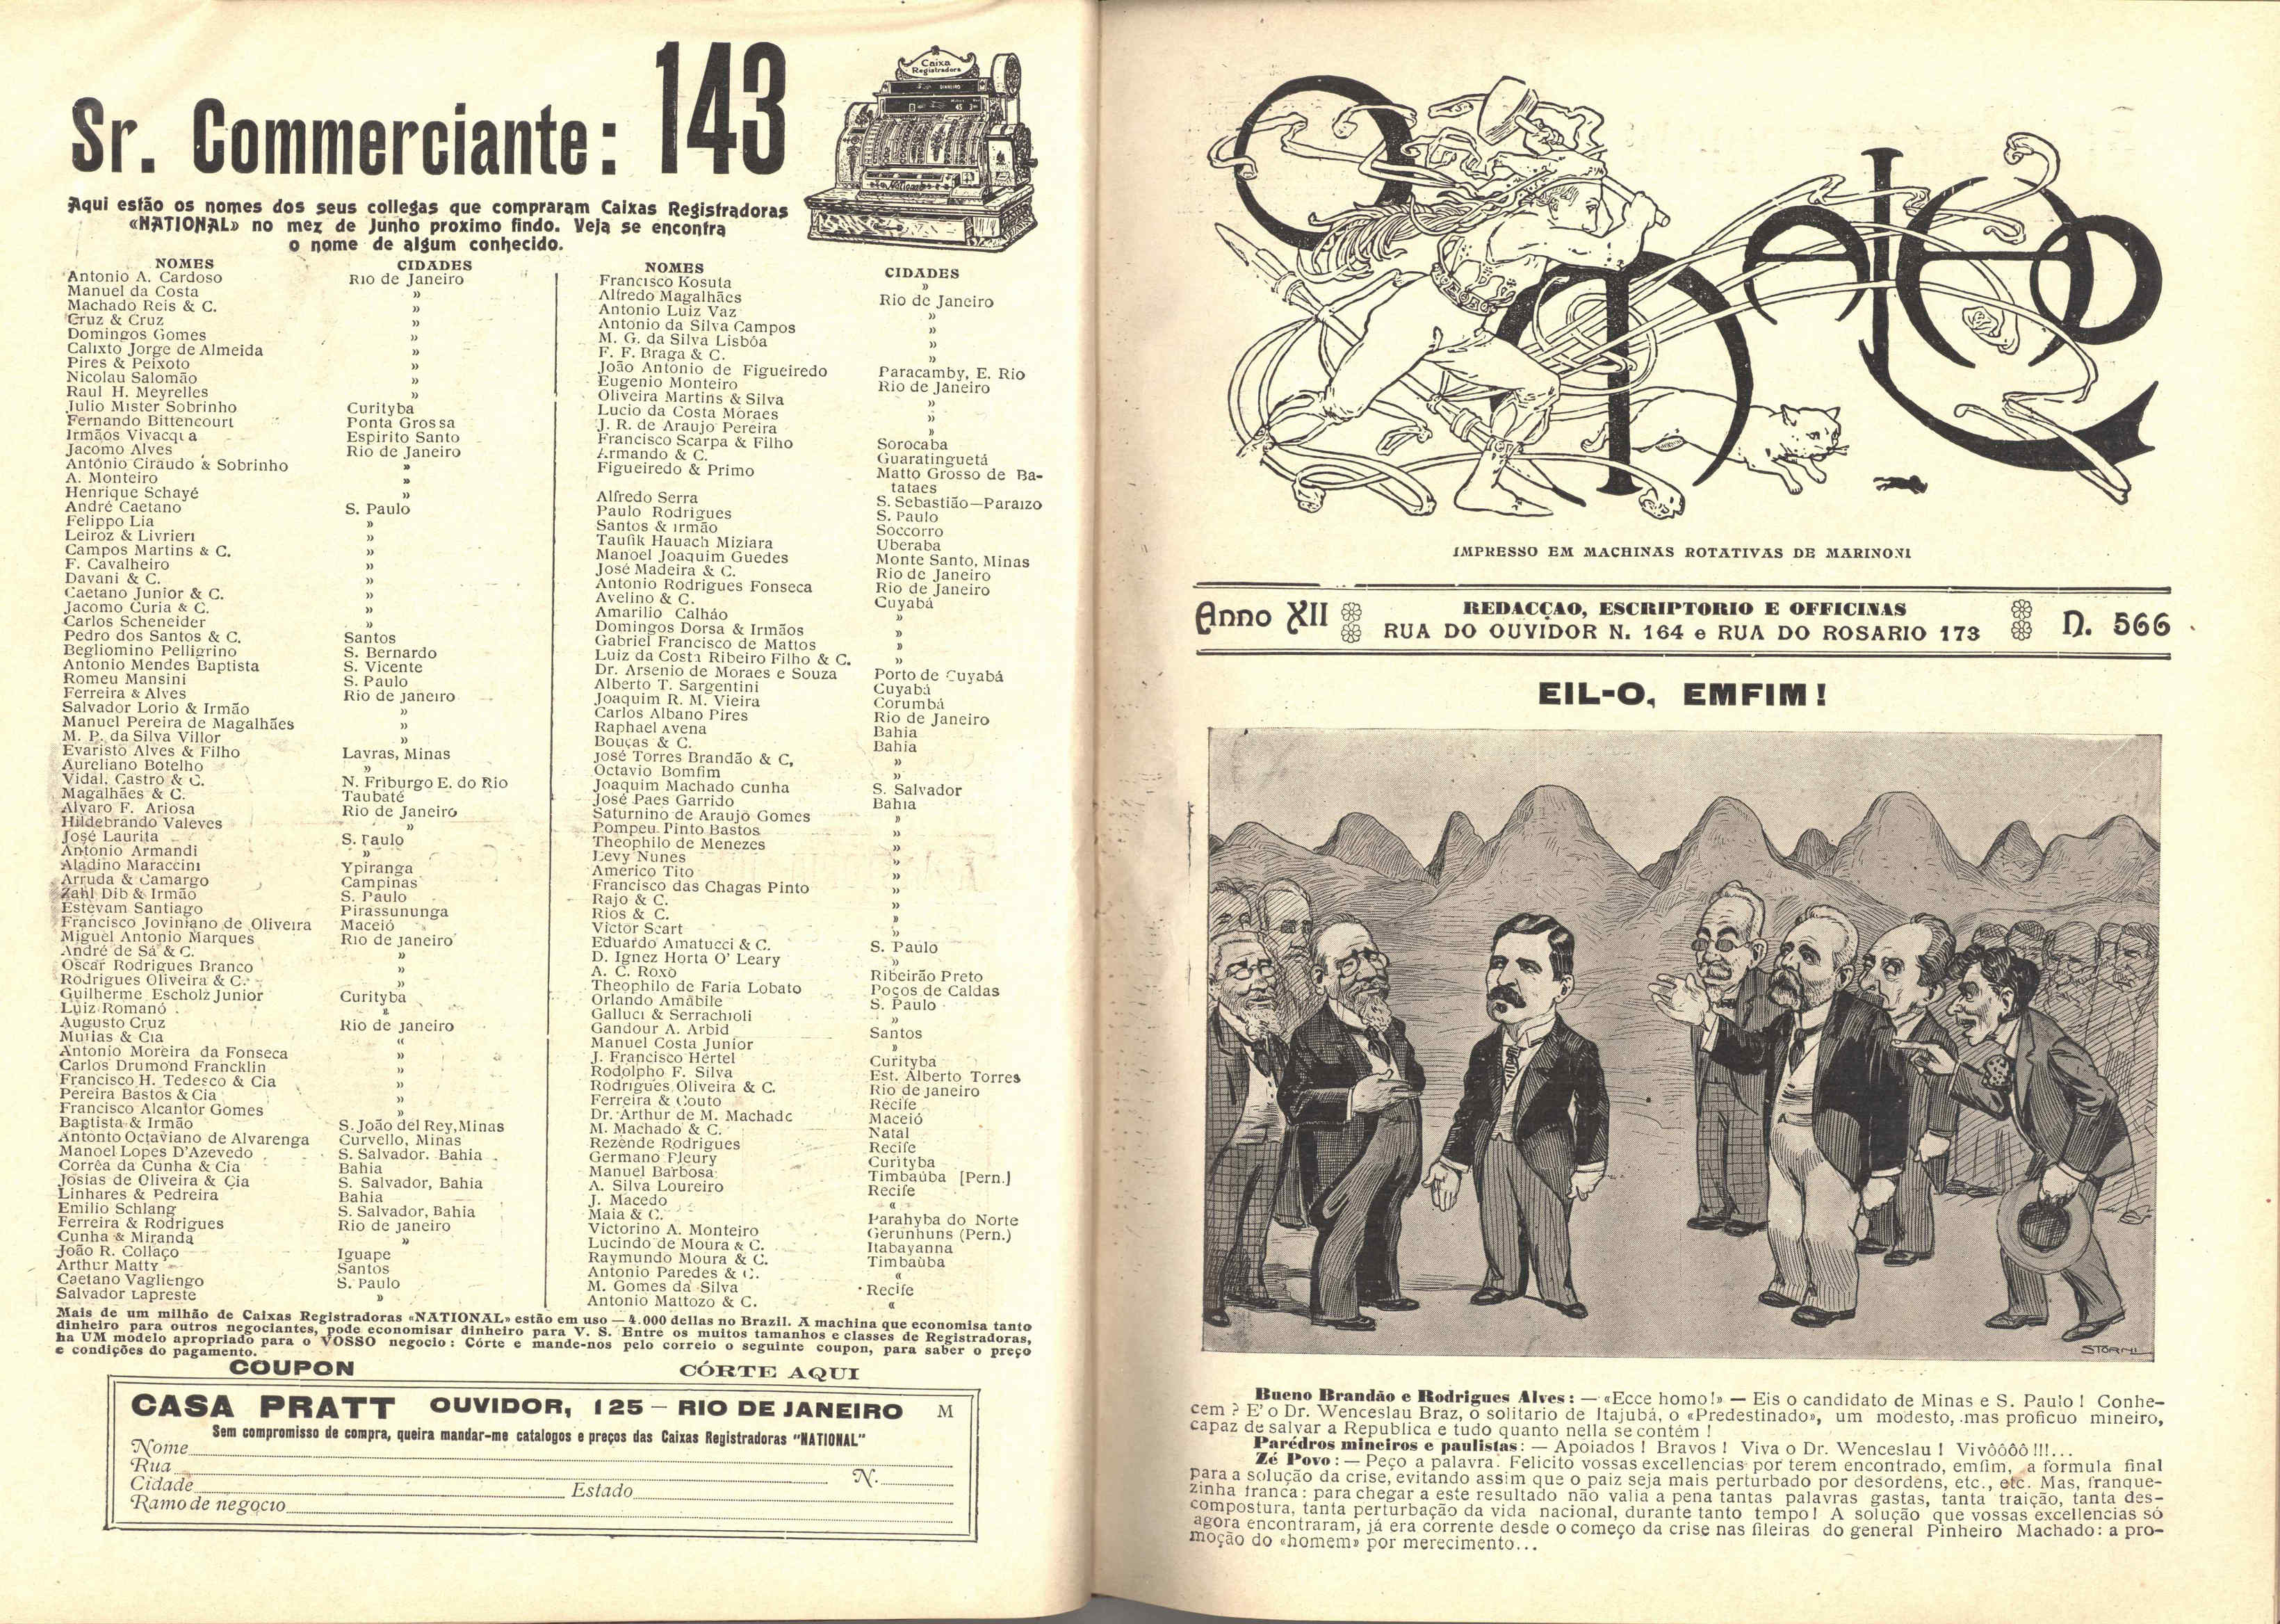 Sr. Commerciante: 143
Caixa
Registradora
National
Aqui estão os nomes dos seus collegas que compraram Caixas Registradoras
«NATIONAL» no mez de Junho proximo findo. Veja se encontra
o nome de algum conhecido.
NOMES CIDADES
Antonio A. Cardoso Rio de Janeiro
Manuel da Costa »
Machado Reis & C. »
Cruz & Cruz »
Domingos Gomes »
Calixto Jorge de Almeida »
Pires & Peixoto »
Nicolau Salomão »
Raul H. Meyrelles »
Julio Mister Sobrinho Curityba
Fernando Bittencourt Ponta Grossa
Irmãos Vivacqua Espirito Santo
Jacomo Alves Rio de Janeiro
Antônio Ciraudo & Sobrinho »
A. Monteiro »
Henrique Schayé »
André Caetano S. Paulo
Felippo Lia »
Leiroz & Livrieri »
Campos Martins & C. »
F. Cavalheiro »
Davani & C. »
Caetano Junior & C. »
Jacomo Curia & C. »
Carlos Scheneider »
Pedro dos Santos & C. Santos
Begliomino Pelligrino S. Bernardo
Antonio Mendes Baptista S. Vicente
Romeu Mansini S. Paulo
Ferreira & Alves Rio de Janeiro
Salvador Lorio & Irmão »
Manuel Pereira de Magalhães »
M. P. da Silva Villor »
Evaristo Alves & Filho Lavras, Minas
Aureliano Botelho »
Vidal, Castro & C. N. Friburgo E. do Rio
Magalhães & C. Taubaté
Alvaro F. Ariosa Rio de Janeiro
Hildebrando Valeves »
José Laurita S. Paulo
Antonio Armandi »
Aladino Maraccini Ypiranga
Arruda & Camargo Campinas
Zahl Dib & Irmão S. Paulo
Estevam Santiago Pirassununga
Francisco Joviniano de Oliveira Maceió
Miguel Antonio Marques Rio de Janeiro
André de Sá & C. »
Oscar Rodrigues Branco »
Rodrigues Oliveira & C. »
Guilherme Escholz Junior Curityba
Luiz Romanó »
Augusto Cruz Rio de Janeiro
Mulias & Cia «
Antonio Moreira da Fonseca »
Carlos Drumond Francklin »
Francisco H. Tedesco & Cia »
Pereira Bastos & Cia »
Francisco Alcantor Gomes »
Baptista & Irmão S. João del Rey, Minas
Antonto Octaviano de Alvarenga Curvello, Minas
Manoel Lopes D'Azevedo S. Salvador. Bahia
Corrêa da Cunha & Cia Bahia
Josias de Oliveira & Cia S. Salvador, Bahia
Linhares & Pedreira Bahia
Emilio Schlang S. Salvador, Bahia
Ferreira & Rodrigues Rio de Janeiro
Cunha & Miranda »
João R. Collaço Iguape
Arthur Matty Santos
Caetano Vagliengo S. Paulo
Salvador Lapreste »
NOMES CIDADES
Francisco Kosuta »
Alfredo Magalhães Rio de Janeiro
Antonio Luiz Vaz »
Antonio da Silva Campos »
M. G. da Silva Lisbôa »
F. F. Braga & C. »
João Antonio de Figueiredo Paracamby, E. Rio
Eugenio Monteiro Rio de Janeiro
Oliveira Martins & Silva »
Lucio da Costa Moraes »
J. R. de Araujo Pereira »
Francisco Scarpa & Filho Sorocaba
Armando & C. Guaratinguetá
Figueiredo & Primo Matto Grosso de Ba-
tataes
Alfredo Serra S. Sebastião—Paraizo
Paulo Rodrigues S. Paulo
Santos & Irmão Soccorro
Taufik Hauach Miziara Uberaba
Manoel Joaquim Guedes Monte Santo, Minas
José Madeira & C. Rio de Janeiro
Antonio Rodrigues Fonseca Rio de Janeiro
Avelino & C. Cuyabá
Amarilio Calháo »
Domingos Dorsa & Irmãos »
Gabriel Francisco de Mattos »
Luiz da Costa Ribeiro Filho & C. »
Dr. Arsenio de Moraes e Souza Porto de Cuyabá
Alberto T. Sargentini Cuyabá
Joaquim R. M. Vieira Corumbá
Carlos Albano Pires Rio de Janeiro
Raphael Avena Bahia
Bouças & C. Bahia
José Torres Brandão & C, »
Octavio Bomfim »
Joaquim Machado Cunha S. Salvador
José Paes Garrido Bahia
Saturnino de Araujo Gomes »
Pompeu Pinto Bastos »
Theophilo de Menezes »
Levy Nunes »
Americo Tito »
Francisco das Chagas Pinto »
Rajo & C. »
Rios & C. »
Victor Scart »
Eduardo Amatucci & C. S. Paulo
D. Ignez Horta O' Leary »
A. C. Roxo Ribeirão Preto
Theophilo de Faria Lobato Poços de Caldas
Orlando Amábile S. Paulo
Galluci & Serrachioli »
Gandour A. Arbid Santos
Manuel Costa Junior »
J. Francisco Hertel Curityba
Rodolpho F. Silva Est. Alberto Torres
Rodrigues Oliveira & C. Rio de Janeiro
Ferreira & Couto Recife
Dr. Arthur de M. Machado Maceió
M. Machado & C. Natal
Rezende Rodrigues Recife
Germano Fleury Curityba
Manuel Barbosa Timbaúba [Pern.]
A. Silva Loureiro Recife
J. Macedo «
Maia & C. Parahyba do Norte
Victorino A. Monteiro Gerunhuns (Pern.)
Lucindo de Moura & C. Itabayanna
Raymundo Moura & C. Timbaúba
Antonio Paredes & C. «
M. Gomes da Silva Recife
Antonio Mattozo & C. «
Mais de um milhão de Caixas Registradoras «NATIONAL» estão em uso — 4.000 dellas no Brazil. A machina que economisa tanto
dinheiro para outros negociantes, pode economisar dinheiro para V. S. Entre os muitos tamanhos e classes de Registradoras,
ha UM modelo apropriado para o VOSSO negocio: Córte e mande-nos pelo correio o seguinte coupon, para saber o preço
e condições do pagamento.
COUPON CÓRTE AQUI
CASA PRATT OUVIDOR, 125 — RIO DE JANEIRO M
Sem compromisso de compra, queira mandar-me catalogos e preços das Caixas Registradoras "NATIONAL"
Nome
Rua N.
Cidade Estado
Ramo de negocio
O MALHO
IMPRESSO EM MACHINAS ROTATIVAS DE MARINONI
Anno XII
REDACÇAO, ESCRIPTORIO E OFFICINAS
RUA DO OUVIDOR N. 164 e RUA DO ROSARIO 173
N. 566
EIL-O, EMFIM!
STORNI
Bueno Brandão e Rodrigues Alves: — «Ecce homo!» — Eis o candidato de Minas e S. Paulo! Conhe-
cem? E' o Dr. Wenceslau Braz, o solitario de Itajubá, o «Predestinado», um modesto, mas proficuo mineiro,
capaz de salvar a Republica e tudo quanto nella se contém!
Parédros mineiros e paulistas: — Apoiados! Bravos! Viva o Dr. Wenceslau! Vivôôôô!!!...
Zé Povo: — Peço a palavra. Felicito vossas excellencias por terem encontrado, emfim, a formula final
para a solução da crise, evitando assim que o paiz seja mais perturbado por desordens, etc., etc. Mas, franque-
zinha franca: para chegar a este resultado não valia a pena tantas palavras gastas, tanta traição, tanta des-
compostura, tanta perturbação da vida nacional, durante tanto tempo! A solução que vossas excellencias só
agora encontraram, já era corrente desde o começo da crise nas fileiras do general Pinheiro Machado: a pro-
moção do «homem» por merecimento...